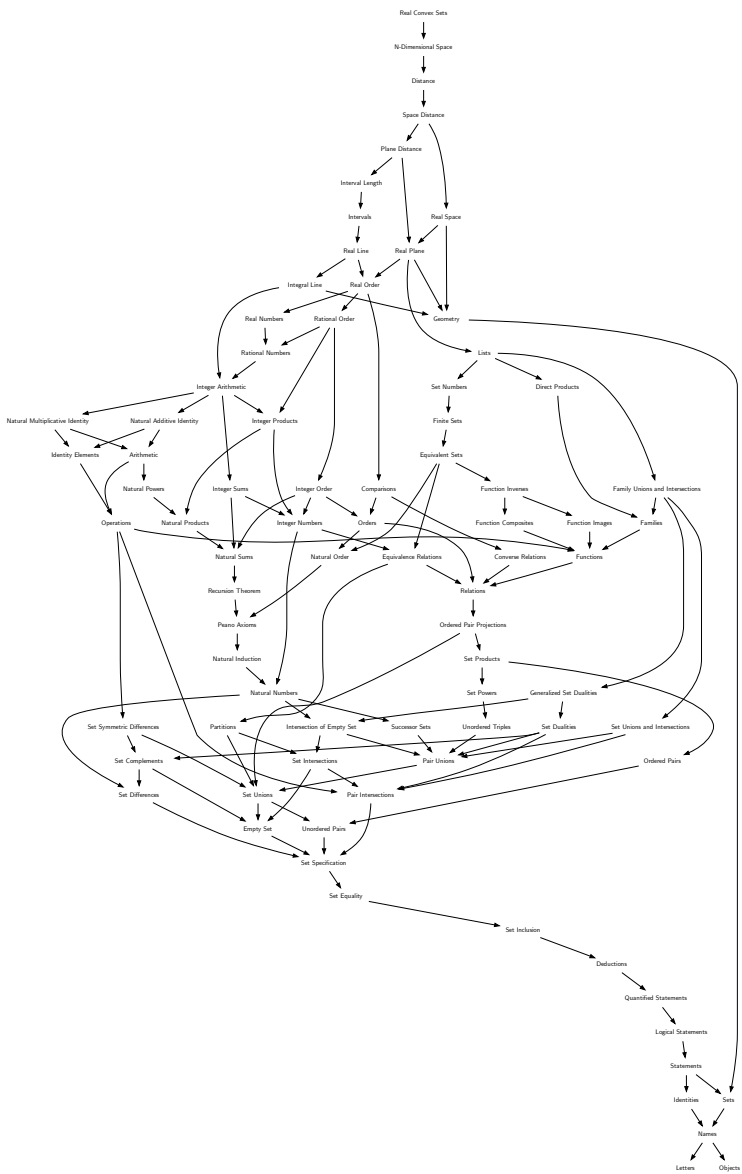 Real Convex Sets
N-Dimensional Space
Distance
Space Distance
Plane Distance
Interval Length
Intervals
Real Space
Real Line
Real Plane
Integral Line
Real Order
Real Numbers
Rational Order
Geometry
Rational Numbers
Lists
Integer Arithmetic
Set Numbers
Direct Products
Natural Multiplicative Identity
Natural Additive Identity
Integer Products
Finite Sets
Identity Elements
Arithmetic
Equivalent Sets
Natural Powers
Integer Sums
Integer Order
Comparisons
Function Inverses
Family Unions and Intersections
Operations
Natural Products
Integer Numbers
Orders
Function Composites
Function Images
Families
Natural Sums
Natural Order
Equivalence Relations
Converse Relations
Functions
Recursion Theorem
Relations
Peano Axioms
Ordered Pair Projections
Natural Induction
Set Products
Natural Numbers
Set Powers
Generalized Set Dualities
Set Symmetric Differences
Partitions
Intersection of Empty Set
Successor Sets
Unordered Triples
Set Dualities
Set Unions and Intersections
Set Complements
Set Intersections
Pair Unions
Ordered Pairs
Set Differences
Set Unions
Pair Intersections
Empty Set
Unordered Pairs
Set Specification
Set Equality
Set Inclusion
Deductions
Quantified Statements
Logical Statements
Statements
Identities
Sets
Names
Letters
Objects